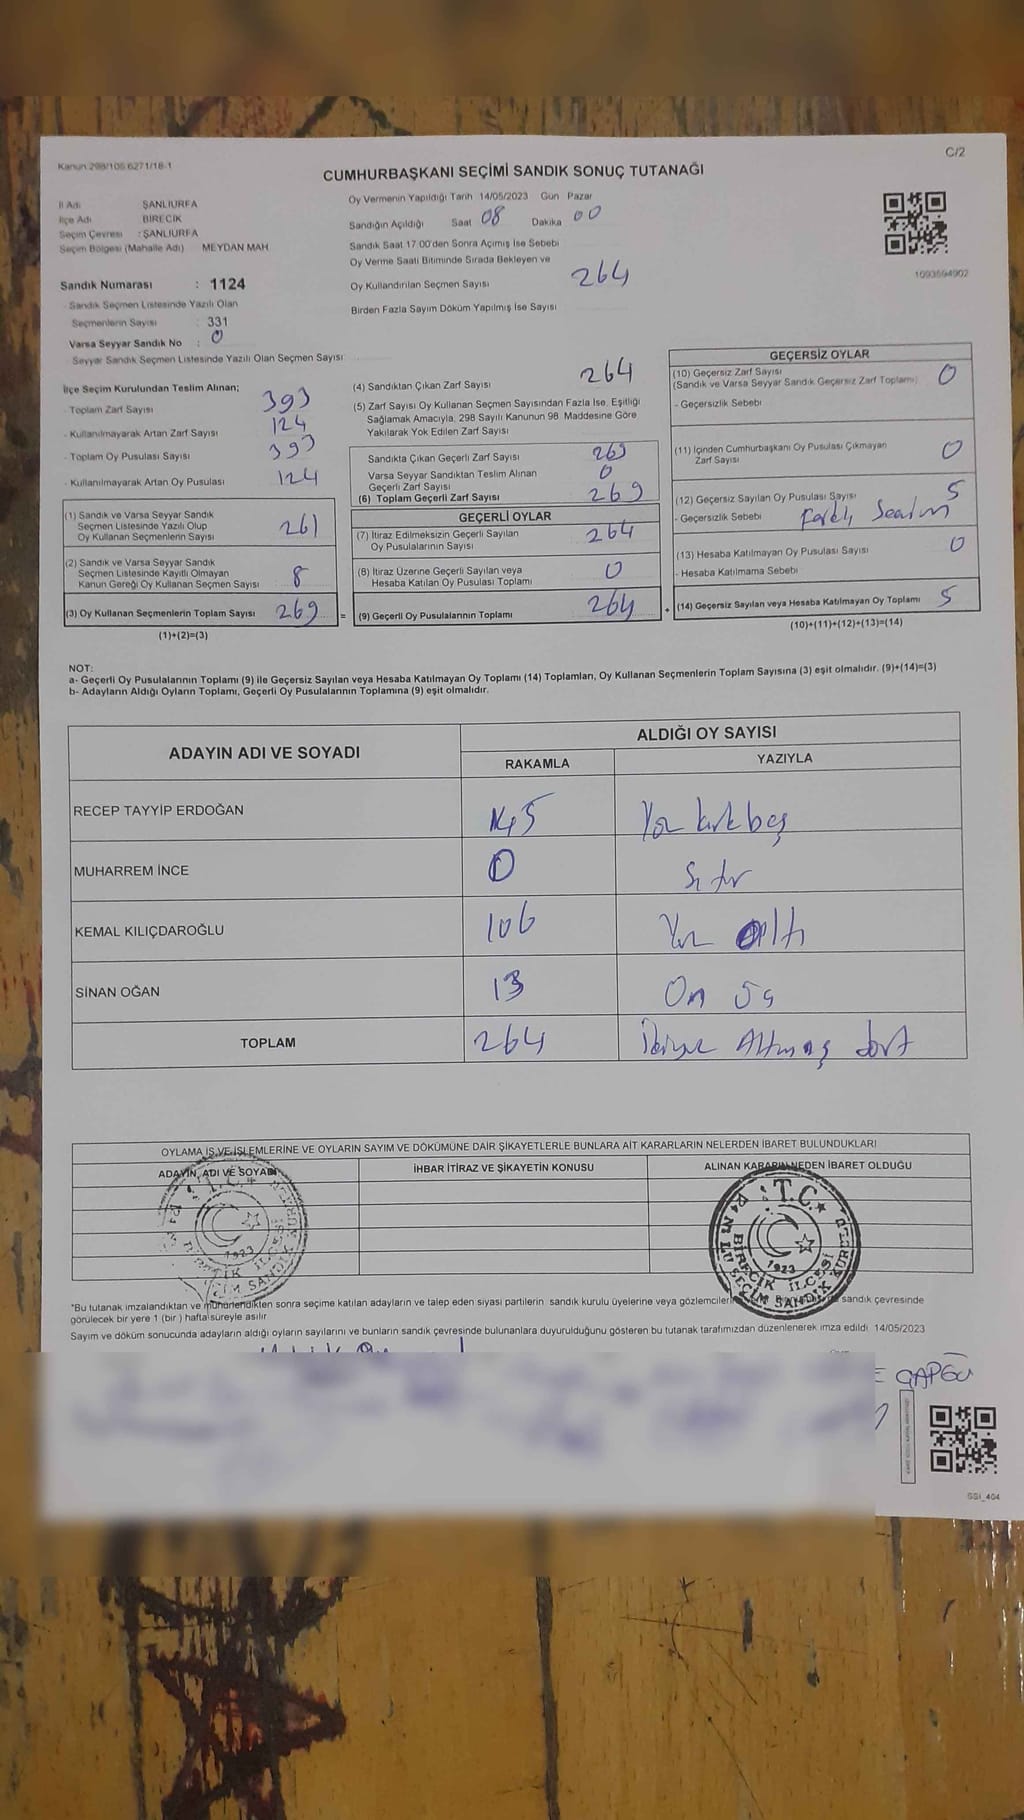 C/2
Kanun 298/105.6271/18-1
CUMHURBAŞKANI SEÇİMİ SANDIK SONUÇ TUTANAĞI
İl Adı ŞANLIURFA
İlçe Adı BİRECİK
Seçim Çevresi : ŞANLIURFA
Seçim Bölgesi (Mahalle Adı) MEYDAN MAH
Sandık Numarası : 1124
- Sandık Seçmen Listesinde Yazılı Olan
Seçmenlerin Sayısı : 331
Varsa Seyyar Sandık No : 0
- Seyyar Sandık Seçmen Listesinde Yazılı Olan Seçmen Sayısı
Oy Vermenin Yapıldığı Tarih 14/05/2023 Gün Pazar
Sandığın Açıldığı Saat 08 Dakika 00
Sandık Saat 17.00'den Sonra Açımış İse Sebebi
Oy Verme Saati Bitiminde Sırada Bekleyen ve
Oy Kullandırılan Seçmen Sayısı 264
Birden Fazla Sayım Döküm Yapılmış İse Sayısı
1093594902
İlçe Seçim Kurulundan Teslim Alınan;
- Toplam Zarf Sayısı 393
- Kullanılmayarak Artan Zarf Sayısı 124
- Toplam Oy Pusulası Sayısı 393
- Kullanılmayarak Artan Oy Pusulası 124
(1) Sandık ve Varsa Seyyar Sandık
Seçmen Listesinde Yazılı Olup
Oy Kullanan Seçmenlerin Sayısı 261
(2) Sandık ve Varsa Seyyar Sandık
Seçmen Listesinde Kayıtlı Olmayan
Kanun Gereği Oy Kullanan Seçmen Sayısı 8
(3) Oy Kullanan Seçmenlerin Toplam Sayısı 269 =
(1)+(2)=(3)
(4) Sandıktan Çıkan Zarf Sayısı 264
(5) Zarf Sayısı Oy Kullanan Seçmen Sayısından Fazla İse, Eşitliği
Sağlamak Amacıyla, 298 Sayılı Kanunun 98. Maddesine Göre
Yakılarak Yok Edilen Zarf Sayısı
Sandıkta Çıkan Geçerli Zarf Sayısı 269
Varsa Seyyar Sandıktan Teslim Alınan
Geçerli Zarf Sayısı 0
(6) Toplam Geçerli Zarf Sayısı 269
GEÇERLİ OYLAR
(7) İtiraz Edilmeksizin Geçerli Sayılan
Oy Pusulalarının Sayısı 264
(8) İtiraz Üzerine Geçerli Sayılan veya
Hesaba Katılan Oy Pusulası Toplamı 0
(9) Geçerli Oy Pusulalarının Toplamı 264 +
GEÇERSİZ OYLAR
(10) Geçersiz Zarf Sayısı
(Sandık ve Varsa Seyyar Sandık Geçersiz Zarf Toplamı) 0
- Geçersizlik Sebebi
(11) İçinden Cumhurbaşkanı Oy Pusulası Çıkmayan
Zarf Sayısı 0
(12) Geçersiz Sayılan Oy Pusulası Sayısı 5
- Geçersizlik Sebebi
(13) Hesaba Katılmayan Oy Pusulası Sayısı 0
- Hesaba Katılmama Sebebi
(14) Geçersiz Sayılan veya Hesaba Katılmayan Oy Toplamı 5
(10)+(11)+(12)+(13)=(14)
NOT:
a- Geçerli Oy Pusulalarının Toplamı (9) ile Geçersiz Sayılan veya Hesaba Katılmayan Oy Toplamı (14) Toplamları, Oy Kullanan Seçmenlerin Toplam Sayısına (3) eşit olmalıdır. (9)+(14)=(3)
b- Adayların Aldığı Oyların Toplamı, Geçerli Oy Pusulalarının Toplamına (9) eşit olmalıdır.
ADAYIN ADI VE SOYADI
ALDIĞI OY SAYISI
RAKAMLA YAZIYLA
RECEP TAYYİP ERDOĞAN 145 Yüz kırk beş
MUHARREM İNCE 0 Sıfır
KEMAL KILIÇDAROĞLU 106 Yüz Altı
SİNAN OĞAN 13 On üç
TOPLAM 264 İkiyüz Altmış dört
OYLAMA İŞ VE İŞLEMLERİNE VE OYLARIN SAYIM VE DÖKÜMÜNE DAİR ŞİKAYETLERLE BUNLARA AİT KARARLARIN NELERDEN İBARET BULUNDUKLARI
ADAYIN, ADI VE SOYADI İHBAR İTİRAZ VE ŞİKAYETİN KONUSU ALINAN KARARIN NEDEN İBARET OLDUĞU
T.C.
1923
BİRECİK İLÇESİ
T.C.
1923
BİRECİK İLÇESİ
SEÇİM SANDIK
*Bu tutanak imzalandıktan ve mühürlendikten sonra seçime katılan adayların ve talep eden siyasi partilerin sandık kurulu üyelerine veya gözlemcilerine sandık çevresinde
görülecek bir yere 1 (bir ) hafta süreyle asılır
Sayım ve döküm sonucunda adayların aldığı oyların sayılarını ve bunların sandık çevresinde bulunanlara duyurulduğunu gösteren bu tutanak tarafımızdan düzenlenerek imza edildi 14/05/2023
SSI_404